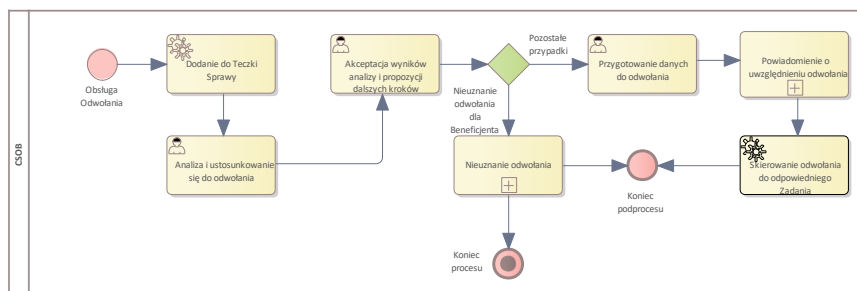 CSOB
Obsługa
Odwołania
Dodanie do Teczki
Sprawy
Analiza i ustosunkowanie
się do odwołania
Akceptacja wyników
analizy i propozycji
dalszych kroków
Pozostałe
przypadki
Nieuznanie
odwołania dla
Beneficjenta
Przygotowanie danych
do odwołania
Powiadomienie o
uwzględnieniu odwołania
Nieuznanie odwołania
Koniec
podprocesu
Skierowanie odwołania
do odpowiedniego
Zadania
Koniec
procesu